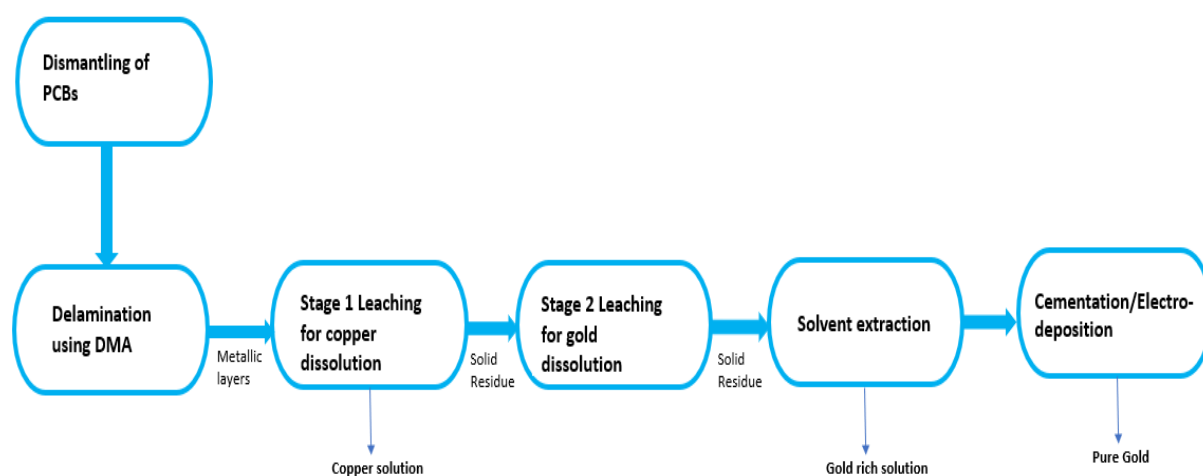 Dismantling of
PCBs
Delamination
using DMA
Metallic
layers
Stage 1 Leaching
for copper
dissolution
Solid
Residue
Stage 2 Leaching
for gold
dissolution
Solid
Residue
Solvent extraction
Cementation/Electro-
deposition
Copper solution
Gold rich solution
Pure Gold